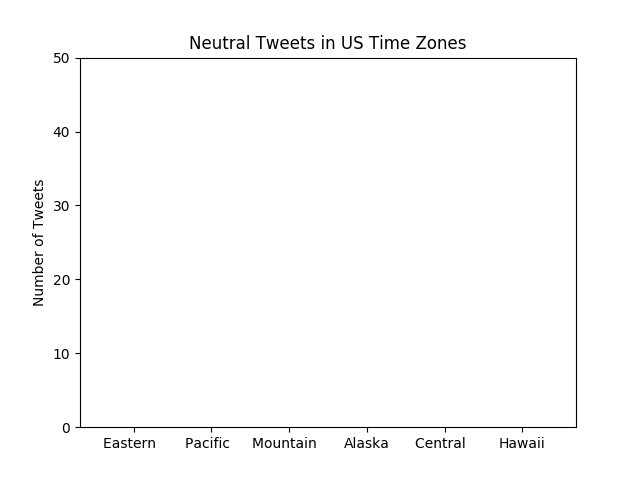 Neutral Tweets in US Time Zones
50
40
30
20
10
0
Number of Tweets
Eastern Pacific Mountain Alaska Central Hawaii